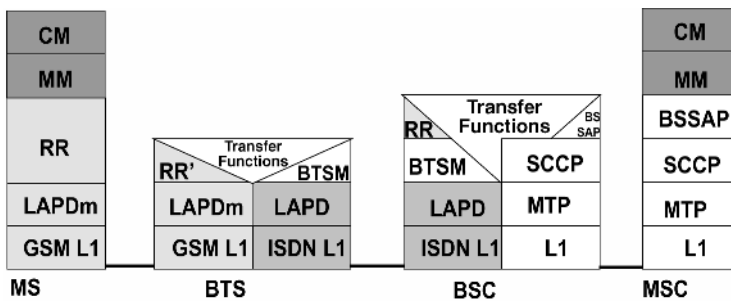 CM
MM
RR
LAPDm
GSM L1
MS
Transfer
Functions
RR'
BTSM
LAPDm
LAPD
GSM L1
ISDN L1
BTS
Transfer
Functions
RR
BS
SAP
BTSM
SCCP
LAPD
MTP
ISDN L1
L1
BSC
CM
MM
BSSAP
SCCP
MTP
L1
MSC